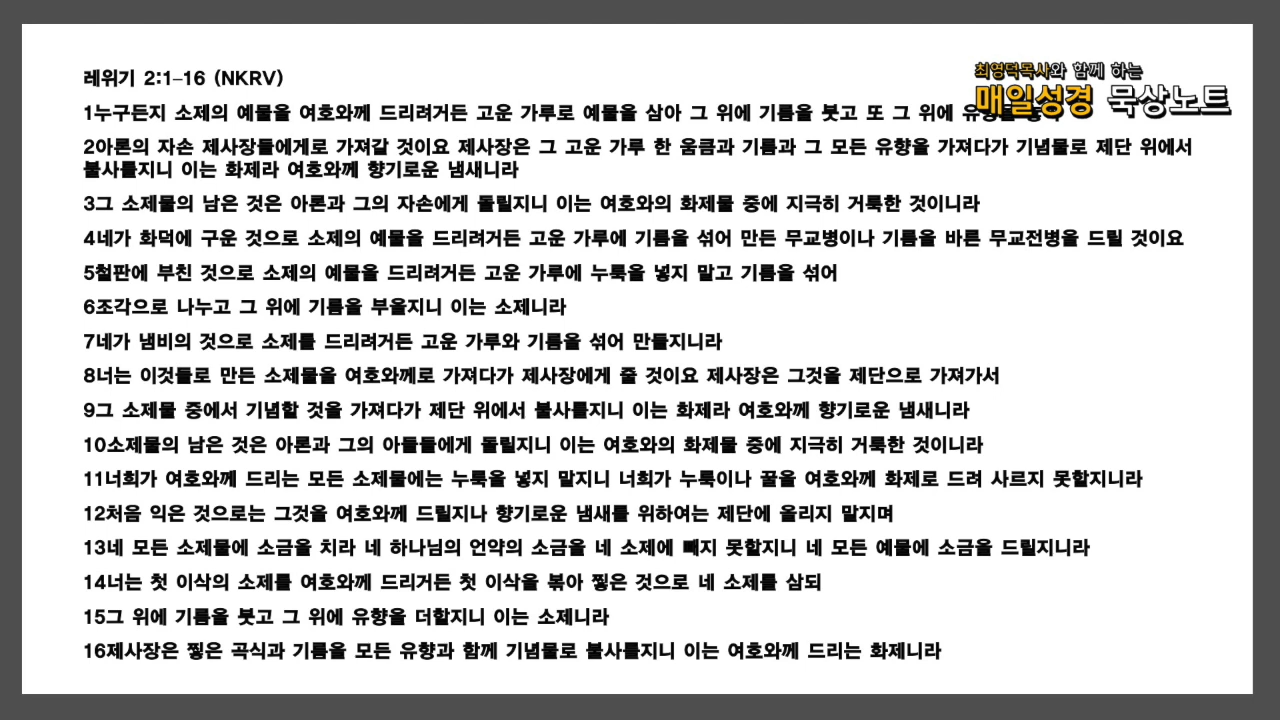 최영덕목사와 함께 하는
매일성경 묵상노트
레위기 2:1–16 (NKRV)
1누구든지 소제의 예물을 여호와께 드리려거든 고운 가루로 예물을 삼아 그 위에 기름을 붓고 또 그 위에
2아론의 자손 제사장들에게로 가져갈 것이요 제사장은 그 고운 가루 한 움큼과 기름과 그 모든 유향을 가져다가 기념물로 제단 위에서
불사를지니 이는 화제라 여호와께 향기로운 냄새니라
3그 소제물의 남은 것은 아론과 그의 자손에게 돌릴지니 이는 여호와의 화제물 중에 지극히 거룩한 것이니라
4네가 화덕에 구운 것으로 소제의 예물을 드리려거든 고운 가루에 기름을 섞어 만든 무교병이나 기름을 바른 무교전병을 드릴 것이요
5철판에 부친 것으로 소제의 예물을 드리려거든 고운 가루에 누룩을 넣지 말고 기름을 섞어
6조각으로 나누고 그 위에 기름을 부을지니 이는 소제니라
7네가 냄비의 것으로 소제를 드리려거든 고운 가루와 기름을 섞어 만들지니라
8너는 이것들로 만든 소제물을 여호와께로 가져다가 제사장에게 줄 것이요 제사장은 그것을 제단으로 가져가서
9그 소제물 중에서 기념할 것을 가져다가 제단 위에서 불사를지니 이는 화제라 여호와께 향기로운 냄새니라
10소제물의 남은 것은 아론과 그의 아들들에게 돌릴지니 이는 여호와의 화제물 중에 지극히 거룩한 것이니라
11너희가 여호와께 드리는 모든 소제물에는 누룩을 넣지 말지니 너희가 누룩이나 꿀을 여호와께 화제로 드려 사르지 못할지니라
12처음 익은 것으로는 그것을 여호와께 드릴지나 향기로운 냄새를 위하여는 제단에 올리지 말지며
13네 모든 소제물에 소금을 치라 네 하나님의 언약의 소금을 네 소제에 빼지 못할지니 네 모든 예물에 소금을 드릴지니라
14너는 첫 이삭의 소제를 여호와께 드리거든 첫 이삭을 볶아 찧은 것으로 네 소제를 삼되
15그 위에 기름을 붓고 그 위에 유향을 더할지니 이는 소제니라
16제사장은 찧은 곡식과 기름을 모든 유향과 함께 기념물로 불사를지니 이는 여호와께 드리는 화제니라